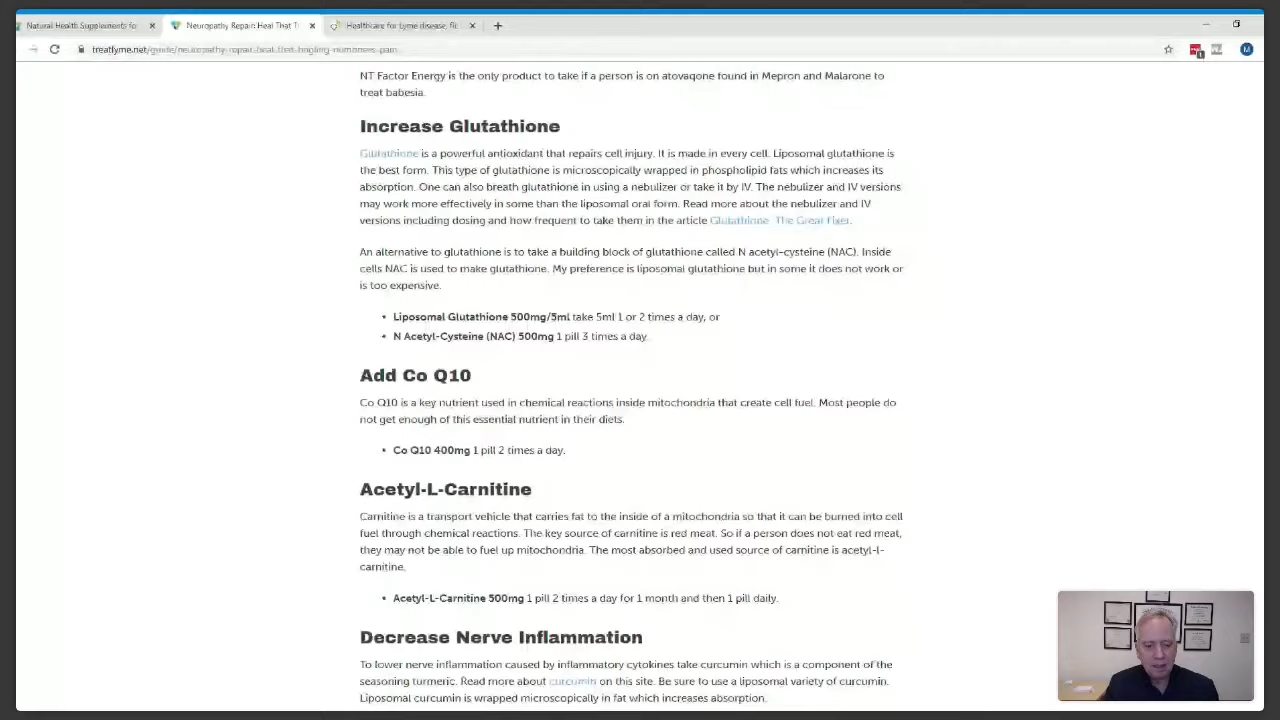 Natural Health Supplements fo
Neuropathy Repair: Heal That Ti
Healthcare for Lyme disease, fib
treatlyme.net/guide/neuropathy-repair-heal-that-tingling-numbness-pain
M
NT Factor Energy is the only product to take if a person is on atovaqone found in Mepron and Malarone to
treat babesia.
Increase Glutathione
Glutathione is a powerful antioxidant that repairs cell injury. It is made in every cell. Liposomal glutathione is
the best form. This type of glutathione is microscopically wrapped in phospholipid fats which increases its
absorption. One can also breath glutathione in using a nebulizer or take it by IV. The nebulizer and IV versions
may work more effectively in some than the liposomal oral form. Read more about the nebulizer and IV
versions including dosing and how frequent to take them in the article Glutathione: The Great Fixer.
An alternative to glutathione is to take a building block of glutathione called N acetyl-cysteine (NAC). Inside
cells NAC is used to make glutathione. My preference is liposomal glutathione but in some it does not work or
is too expensive.
• Liposomal Glutathione 500mg/5ml take 5ml 1 or 2 times a day, or
• N Acetyl-Cysteine (NAC) 500mg 1 pill 3 times a day.
Add Co Q10
Co Q10 is a key nutrient used in chemical reactions inside mitochondria that create cell fuel. Most people do
not get enough of this essential nutrient in their diets.
• Co Q10 400mg 1 pill 2 times a day.
Acetyl-L-Carnitine
Carnitine is a transport vehicle that carries fat to the inside of a mitochondria so that it can be burned into cell
fuel through chemical reactions. The key source of carnitine is red meat. So if a person does not eat red meat,
they may not be able to fuel up mitochondria. The most absorbed and used source of carnitine is acetyl-l-
carnitine.
• Acetyl-L-Carnitine 500mg 1 pill 2 times a day for 1 month and then 1 pill daily.
Decrease Nerve Inflammation
To lower nerve inflammation caused by inflammatory cytokines take curcumin which is a component of the
seasoning turmeric. Read more about curcumin on this site. Be sure to use a liposomal variety of curcumin.
Liposomal curcumin is wrapped microscopically in fat which increases absorption.